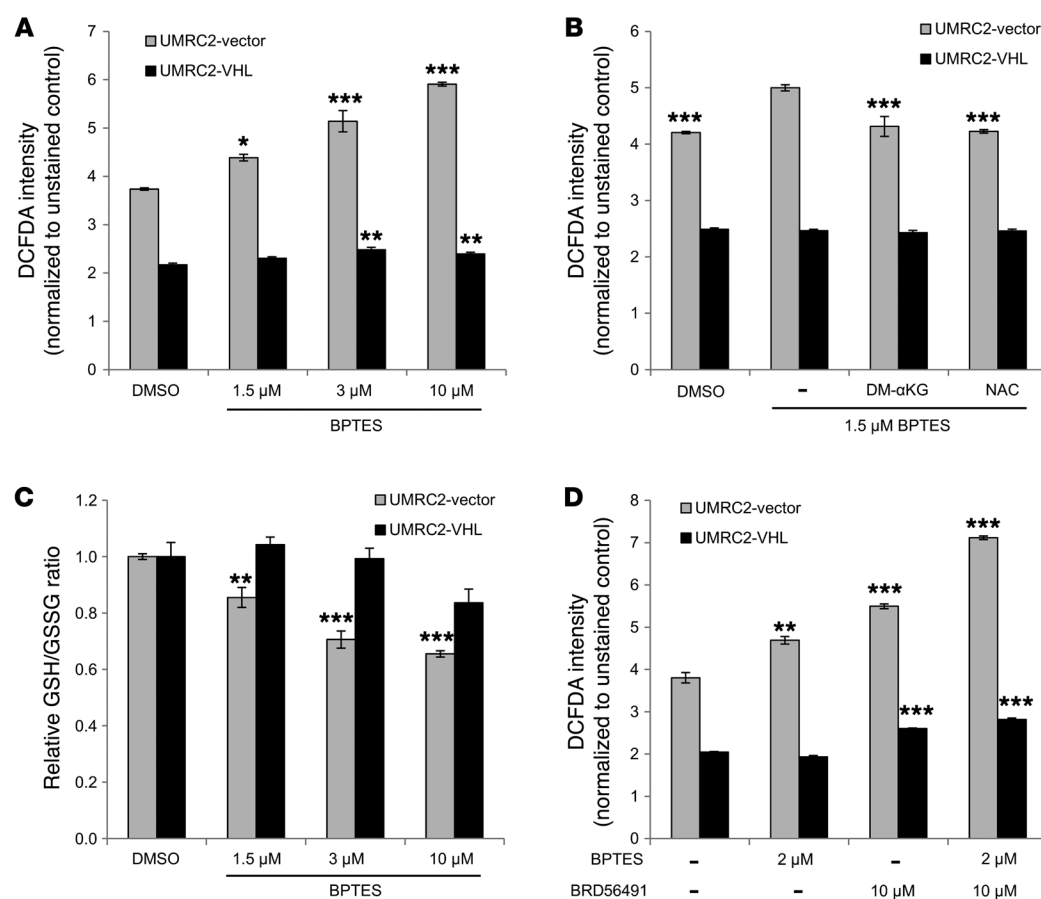 A
DCFDA intensity
(normalized to unstained control)
7
6
5
4
3
2
1
0
UMRC2-vector
UMRC2-VHL
*
***
***
**
**
DMSO
1.5 µM
3 µM
10 µM
BPTES
B
DCFDA intensity
(normalized to unstained control)
6
5
4
3
2
1
0
UMRC2-vector
UMRC2-VHL
***
***
***
DMSO
-
DM-αKG
NAC
1.5 µM BPTES
C
Relative GSH/GSSG ratio
1.2
1.0
0.8
0.6
0.4
0.2
0.0
UMRC2-vector
UMRC2-VHL
**
***
***
DMSO
1.5 µM
3 µM
10 µM
BPTES
D
DCFDA intensity
(normalized to unstained control)
8
7
6
5
4
3
2
1
0
UMRC2-vector
UMRC2-VHL
**
***
***
***
***
BPTES - 2 µM - 2 µM
BRD56491 - - 10 µM 10 µM